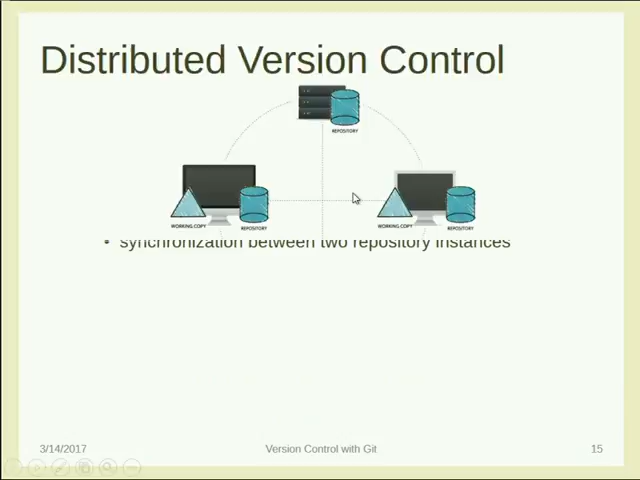 Distributed Version Control
REPOSITORY
WORKING COPY
REPOSITORY
WORKING COPY
REPOSITORY
• synchronization between two repository instances
3/14/2017
Version Control with Git
15